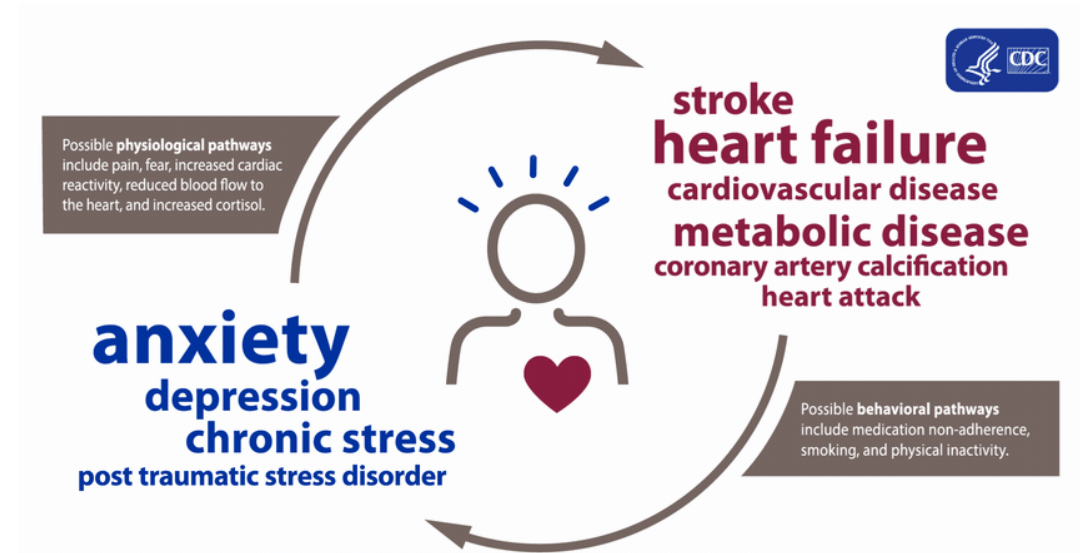 CDC
Possible physiological pathways
include pain, fear, increased cardiac
reactivity, reduced blood flow to
the heart, and increased cortisol.
stroke
heart failure
cardiovascular disease
metabolic disease
coronary artery calcification
heart attack
anxiety
depression
chronic stress
post traumatic stress disorder
Possible behavioral pathways
include medication non-adherence,
smoking, and physical inactivity.